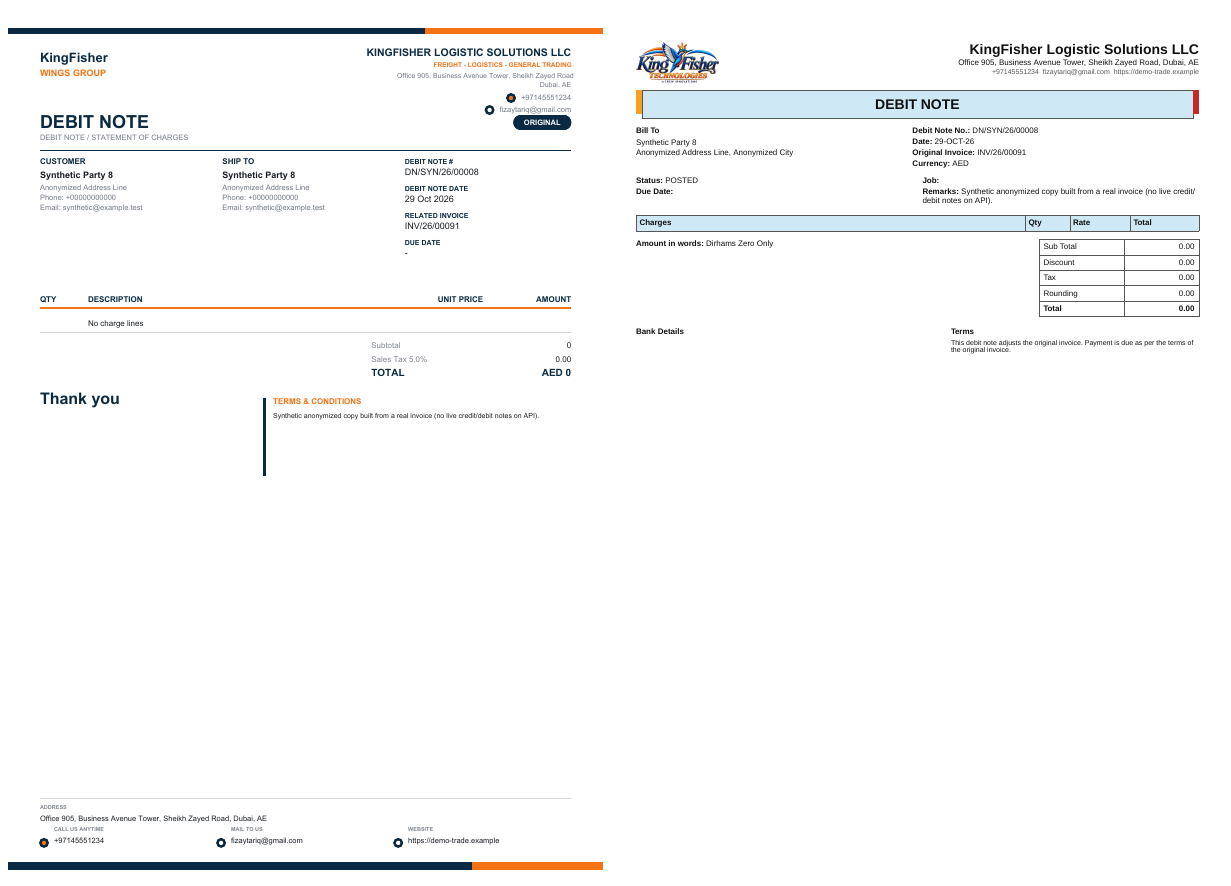 KingFisher
WINGS GROUP
KINGFISHER LOGISTIC SOLUTIONS LLC
FREIGHT - LOGISTICS - GENERAL TRADING
Office 905, Business Avenue Tower, Sheikh Zayed Road
Dubai, AE
+97145551234
fizaytariq@gmail.com
DEBIT NOTE
ORIGINAL
DEBIT NOTE / STATEMENT OF CHARGES
CUSTOMER
Synthetic Party 8
Anonymized Address Line
Phone: +00000000000
Email: synthetic@example.test
SHIP TO
Synthetic Party 8
Anonymized Address Line
Phone: +00000000000
Email: synthetic@example.test
DEBIT NOTE #
DN/SYN/26/00008
DEBIT NOTE DATE
29 Oct 2026
RELATED INVOICE
INV/26/00091
DUE DATE
-
QTY DESCRIPTION UNIT PRICE AMOUNT
No charge lines
Subtotal 0
Sales Tax 5.0% 0.00
TOTAL AED 0
Thank you
TERMS & CONDITIONS
Synthetic anonymized copy built from a real invoice (no live credit/debit notes on API).
ADDRESS
Office 905, Business Avenue Tower, Sheikh Zayed Road, Dubai, AE
CALL US ANYTIME
+97145551234
MAIL TO US
fizaytariq@gmail.com
WEBSITE
https://demo-trade.example
King Fisher
TECHNOLOGIES
KingFisher Logistic Solutions LLC
Office 905, Business Avenue Tower, Sheikh Zayed Road, Dubai, AE
+97145551234 fizaytariq@gmail.com https://demo-trade.example
DEBIT NOTE
Bill To
Synthetic Party 8
Anonymized Address Line, Anonymized City
Debit Note No.: DN/SYN/26/00008
Date: 29-OCT-26
Original Invoice: INV/26/00091
Currency: AED
Status: POSTED
Due Date:
Job:
Remarks: Synthetic anonymized copy built from a real invoice (no live credit/
debit notes on API).
Charges Qty Rate Total
Amount in words: Dirhams Zero Only
Sub Total 0.00
Discount 0.00
Tax 0.00
Rounding 0.00
Total 0.00
Bank Details
Terms
This debit note adjusts the original invoice. Payment is due as per the terms of
the original invoice.